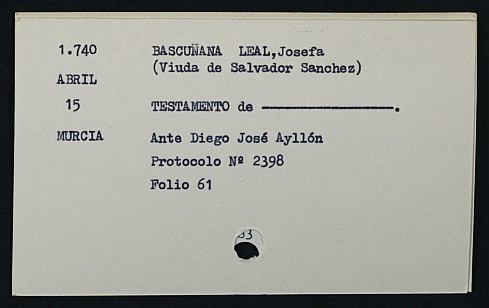 1.740 BASCUÑANA LEAL,Josefa
(Viuda de Salvador Sanchez)
ABRIL
15 TESTAMENTO de ————————.
MURCIA Ante Diego José Ayllón
Protocolo Nº 2398
Folio 61